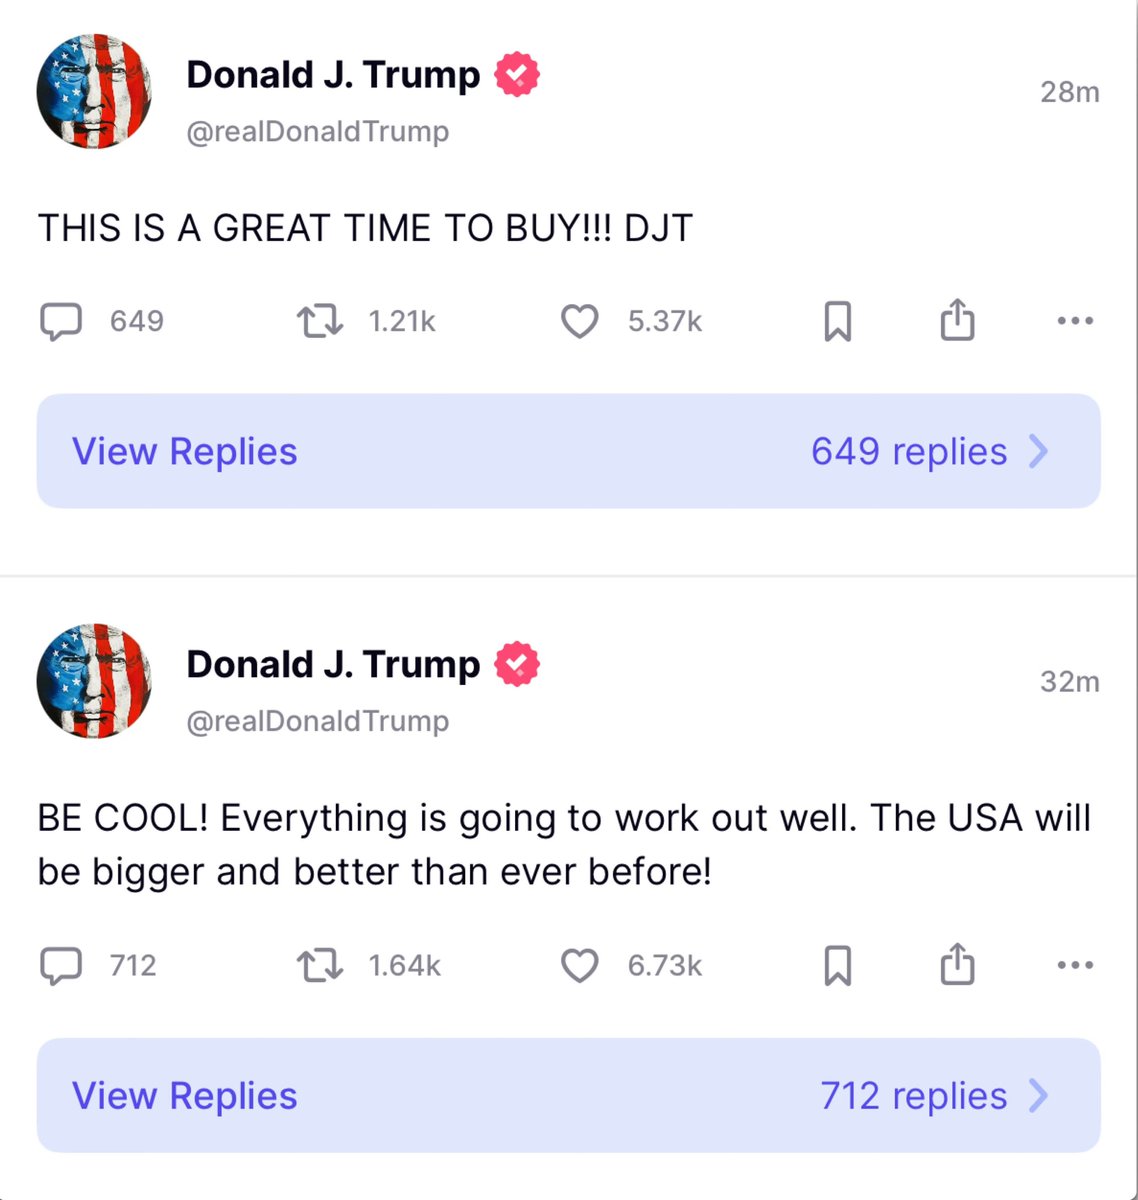 Donald J. Trump
28m
@realDonaldTrump
THIS IS A GREAT TIME TO BUY!!! DJT
649 1.21k 5.37k
View Replies 649 replies
Donald J. Trump
32m
@realDonaldTrump
BE COOL! Everything is going to work out well. The USA will
be bigger and better than ever before!
712 1.64k 6.73k
View Replies 712 replies